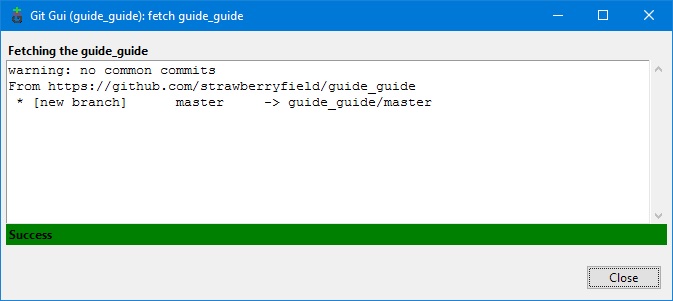 Git Gui (guide_guide): fetch guide_guide
Fetching the guide_guide
warning: no common commits
From https://github.com/strawberryfield/guide_guide
 * [new branch]      master     -> guide_guide/master
Success
Close